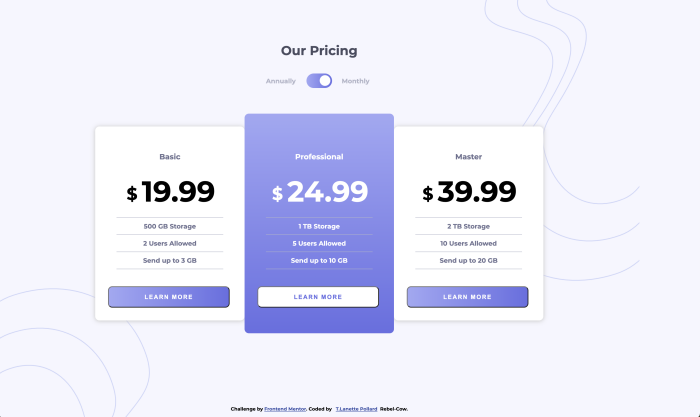 Our Pricing
Annually Monthly
Basic
$ 19.99
500 GB Storage
2 Users Allowed
Send up to 3 GB
LEARN MORE
Professional
$ 24.99
1 TB Storage
5 Users Allowed
Send up to 10 GB
LEARN MORE
Master
$ 39.99
2 TB Storage
10 Users Allowed
Send up to 20 GB
LEARN MORE
Challenge by Frontend Mentor. Coded by T.Lanette Pollard Rebel-Cow.